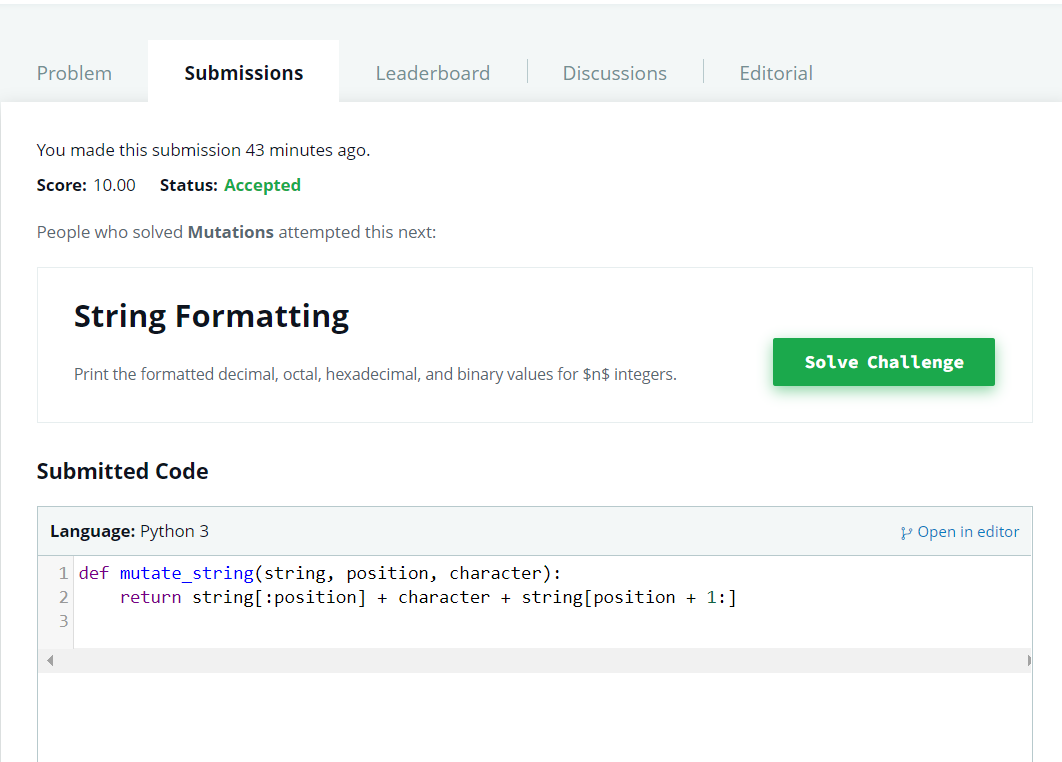 Problem Submissions Leaderboard Discussions Editorial
You made this submission 43 minutes ago.
Score: 10.00 Status: Accepted
People who solved Mutations attempted this next:
String Formatting
Print the formatted decimal, octal, hexadecimal, and binary values for $n$ integers.
Solve Challenge
Submitted Code
Language: Python 3 Open in editor
1 def mutate_string(string, position, character):
2     return string[:position] + character + string[position + 1:]
3